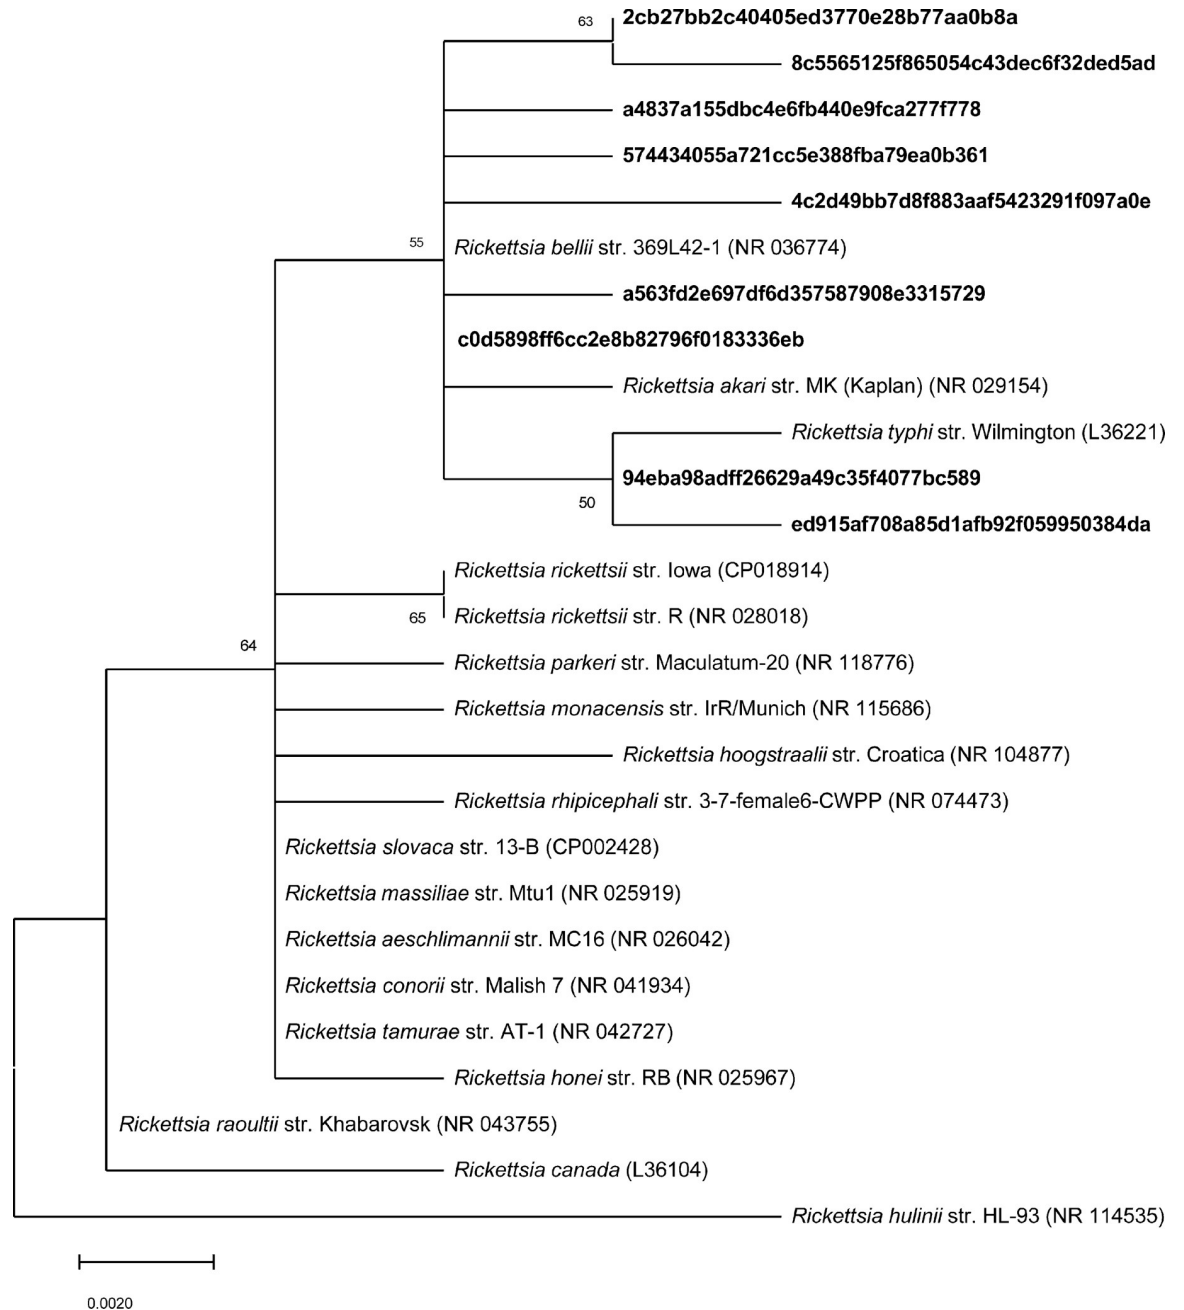 63
2cb27bb2c40405ed3770e28b77aa0b8a
8c5565125f865054c43dec6f32ded5ad
a4837a155dbc4e6fb440e9fca277f778
574434055a721cc5e388fba79ea0b361
4c2d49bb7d8f883aaf5423291f097a0e
55
Rickettsia bellii str. 369L42-1 (NR 036774)
a563fd2e697df6d357587908e3315729
c0d5898ff6cc2e8b82796f0183336eb
Rickettsia akari str. MK (Kaplan) (NR 029154)
Rickettsia typhi str. Wilmington (L36221)
94eba98adff26629a49c35f4077bc589
50
ed915af708a85d1afb92f059950384da
Rickettsia rickettsii str. Iowa (CP018914)
65
Rickettsia rickettsii str. R (NR 028018)
64
Rickettsia parkeri str. Maculatum-20 (NR 118776)
Rickettsia monacensis str. IrR/Munich (NR 115686)
Rickettsia hoogstraalii str. Croatica (NR 104877)
Rickettsia rhipicephali str. 3-7-female6-CWPP (NR 074473)
Rickettsia slovaca str. 13-B (CP002428)
Rickettsia massiliae str. Mtu1 (NR 025919)
Rickettsia aeschlimannii str. MC16 (NR 026042)
Rickettsia conorii str. Malish 7 (NR 041934)
Rickettsia tamurae str. AT-1 (NR 042727)
Rickettsia honei str. RB (NR 025967)
Rickettsia raoultii str. Khabarovsk (NR 043755)
Rickettsia canada (L36104)
Rickettsia hulinii str. HL-93 (NR 114535)
0.0020